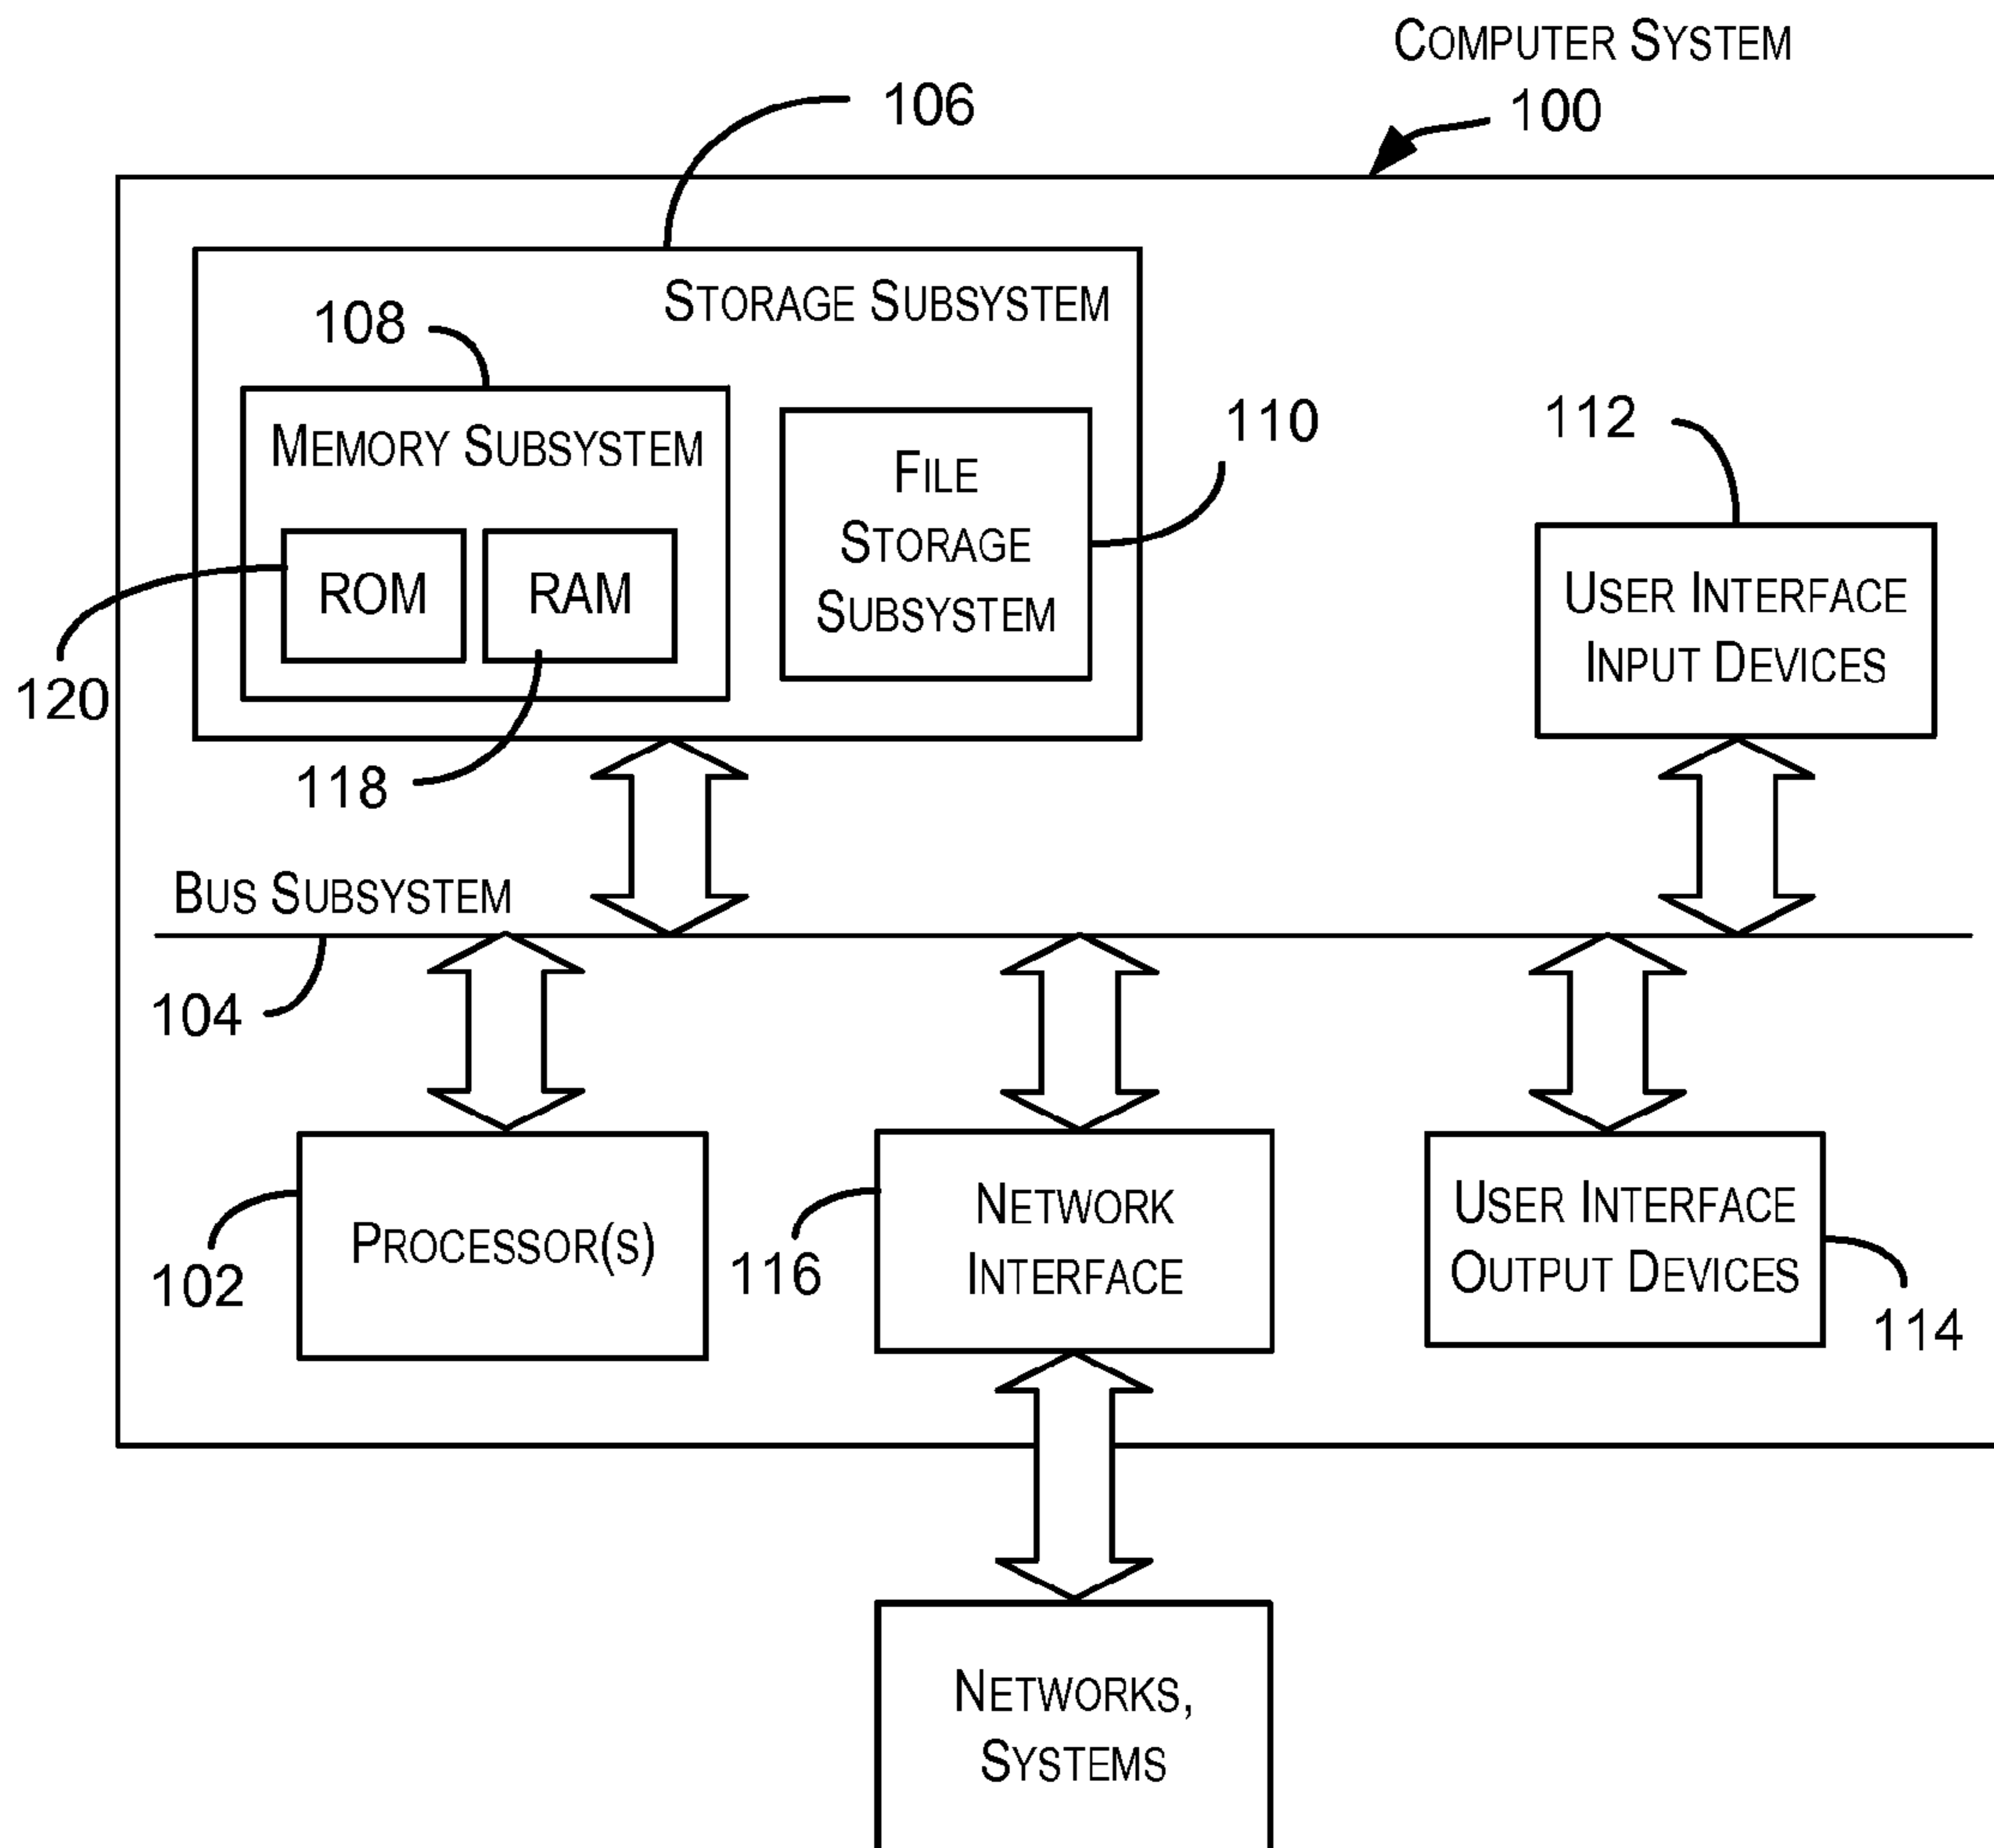 COMPUTER SYSTEM
100
106
STORAGE SUBSYSTEM
108
MEMORY SUBSYSTEM
ROM
RAM
120
118
FILE
STORAGE
SUBSYSTEM
110
112
USER INTERFACE
INPUT DEVICES
BUS SUBSYSTEM
104
PROCESSOR(S)
102
NETWORK
INTERFACE
116
USER INTERFACE
OUTPUT DEVICES
114
NETWORKS,
SYSTEMS